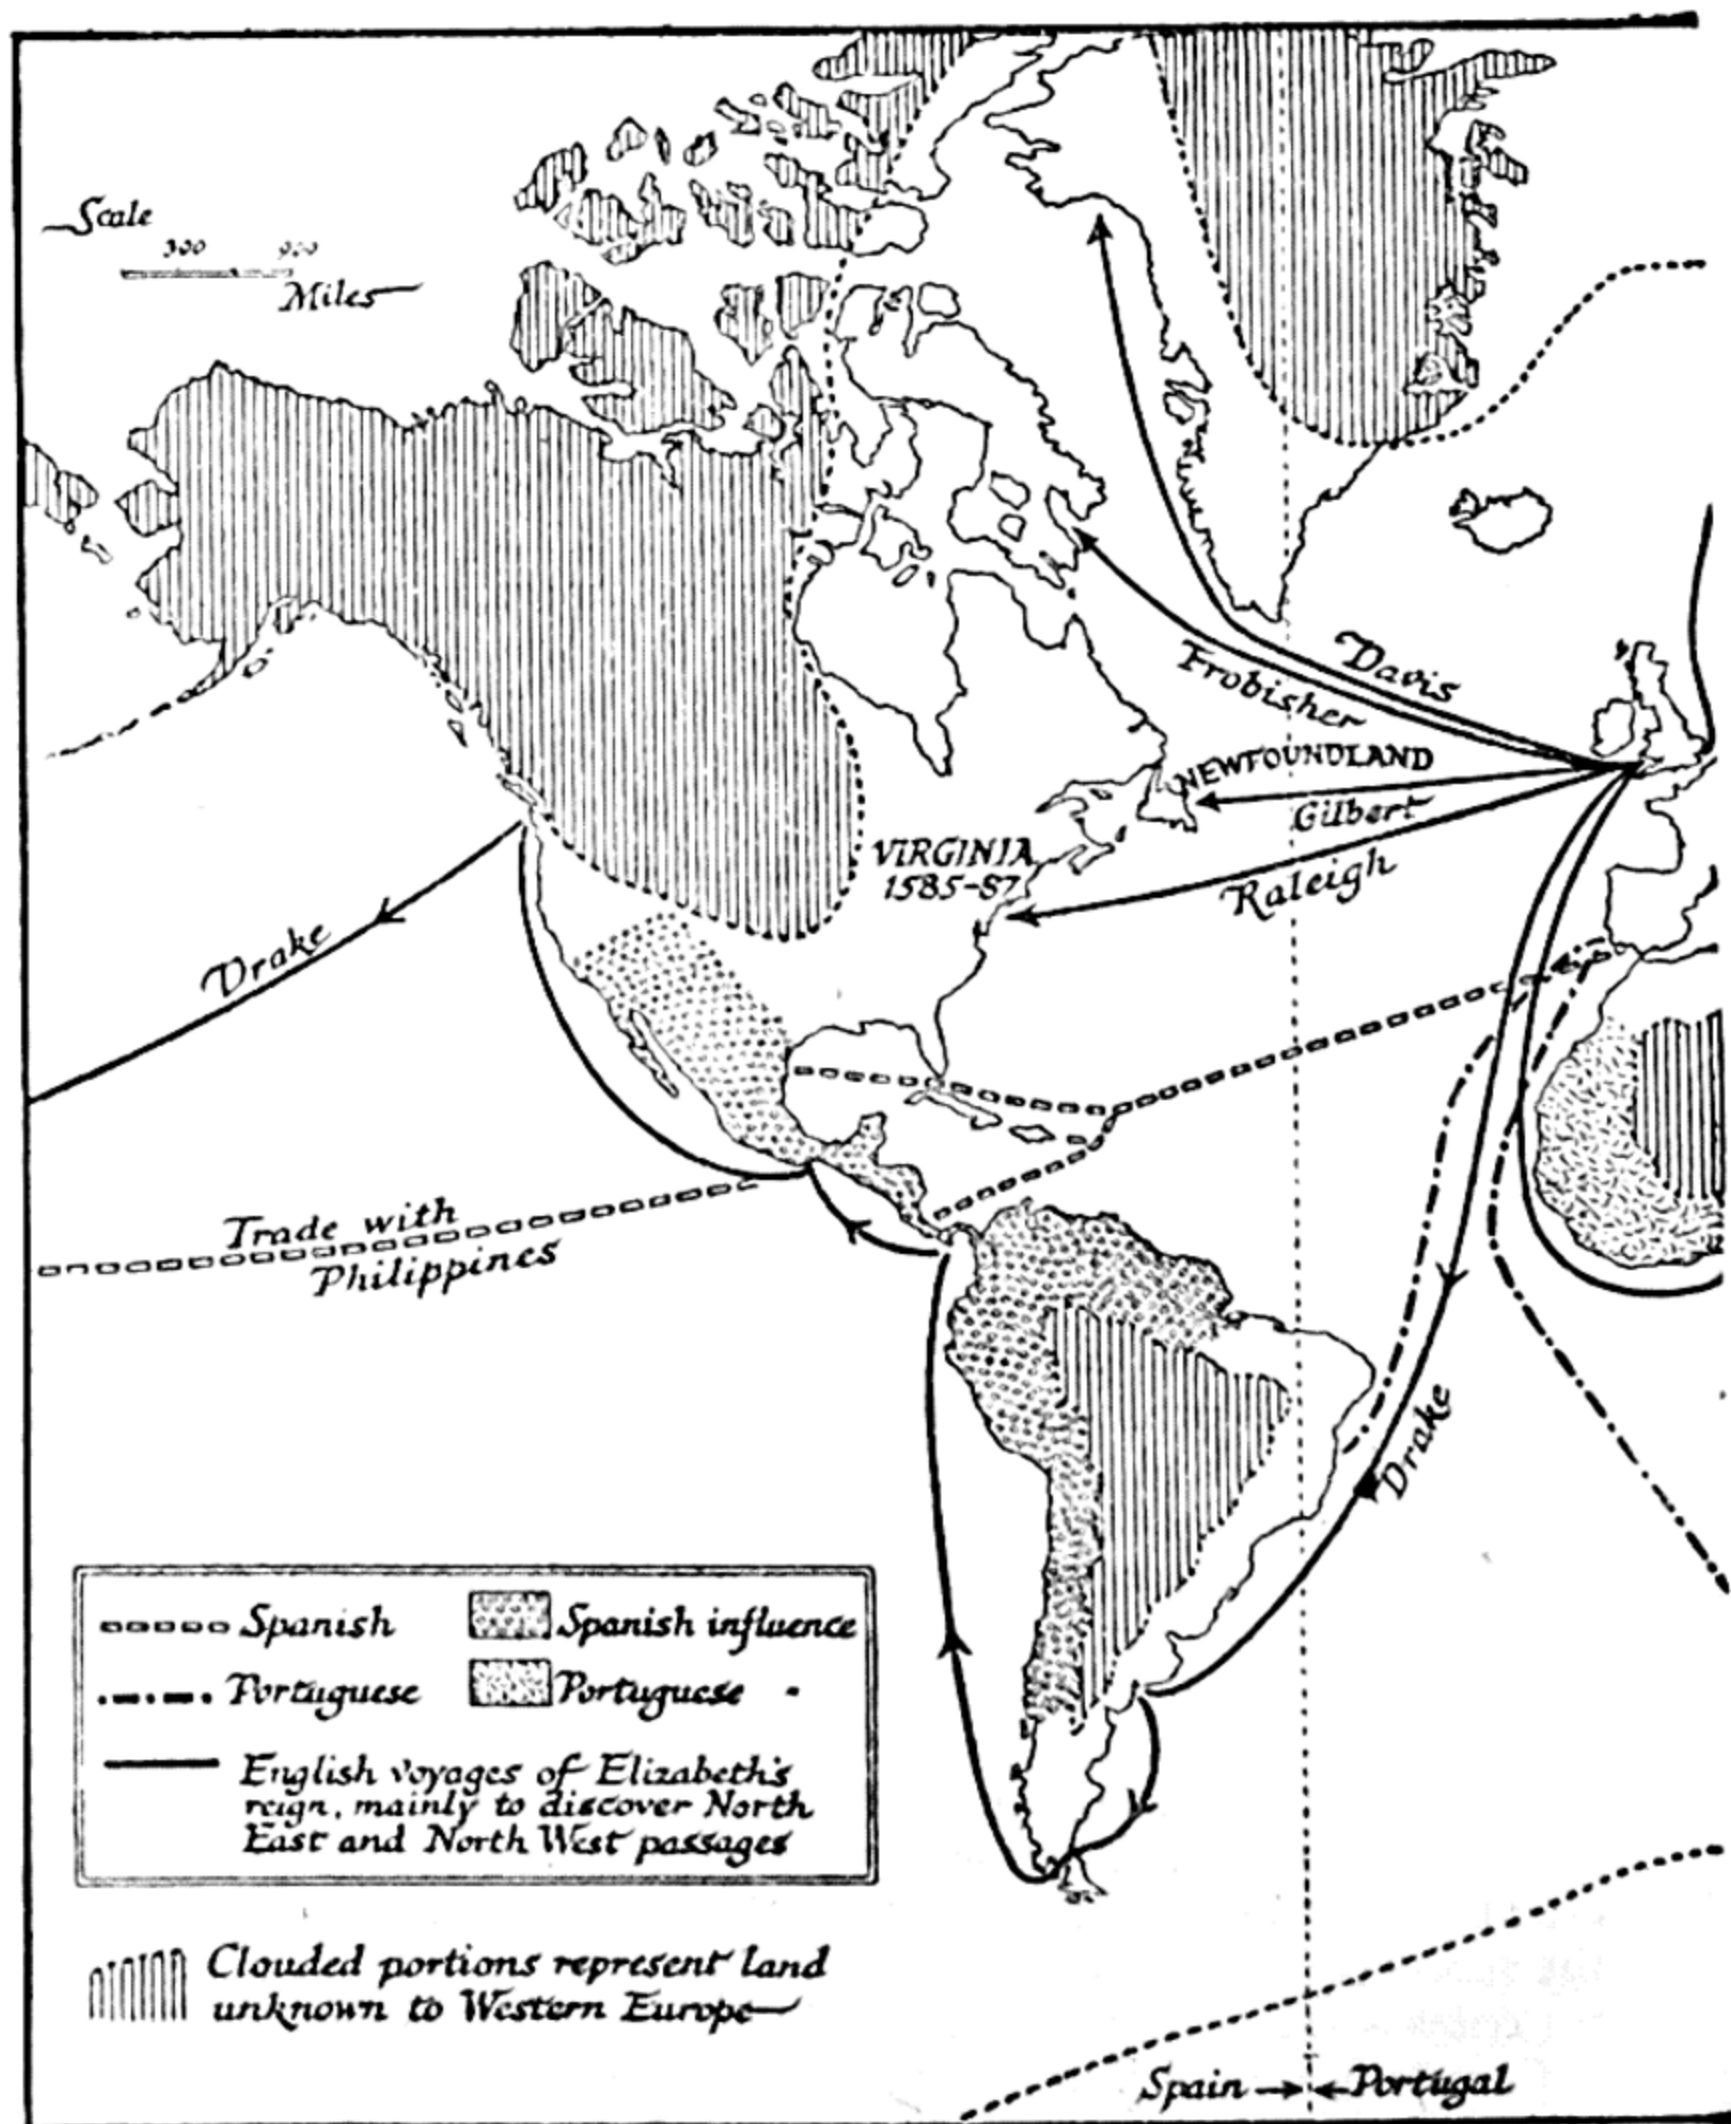 Scale
300 900
Miles
Davis
Frobisher
NEWFOUNDLAND
Gilbert
VIRGINIA
1585-87
Raleigh
Drake
Trade with
Philippines
Drake
Spanish
Spanish influence
Portuguese
Portuguese "
English voyages of Elizabeth's
reign, mainly to discover North
East and North West passages
Clouded portions represent land
unknown to Western Europe
Spain → ← Portugal